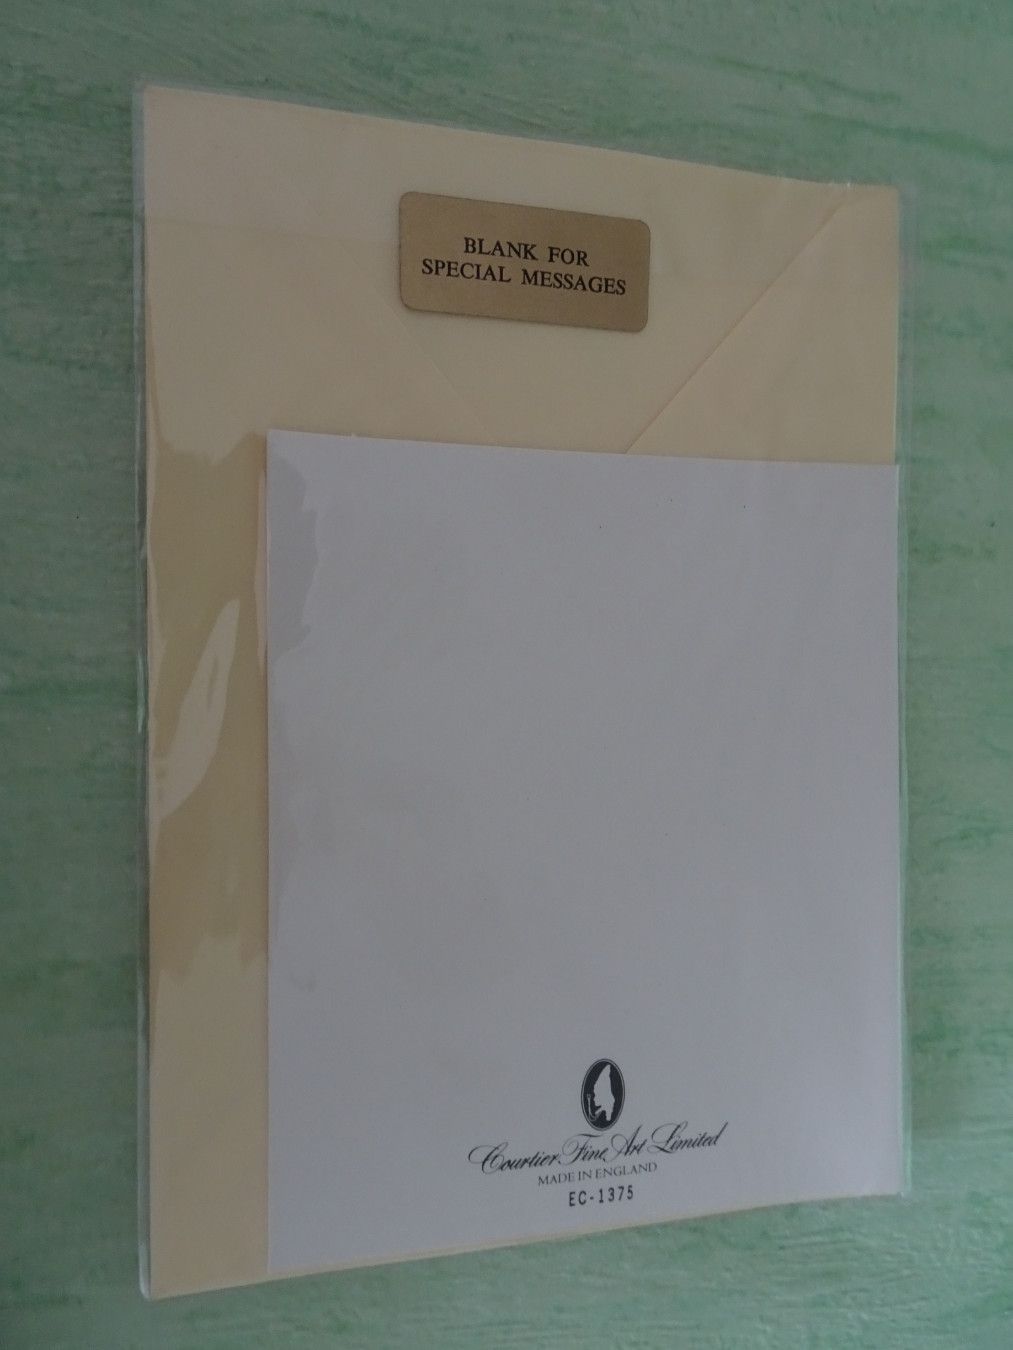 BLANK FOR
SPECIAL MESSAGES
Courtier Fine Art Limited
MADE IN ENGLAND
EC-1375